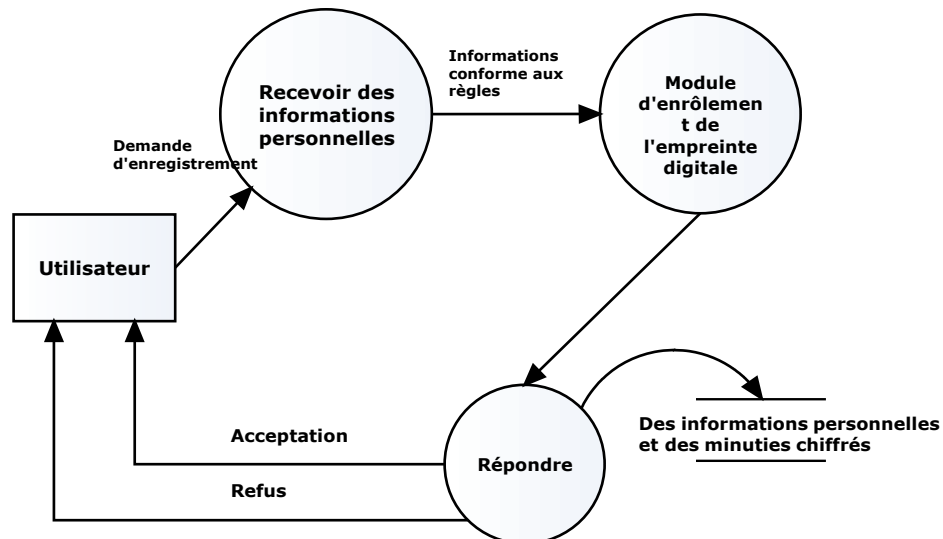 Recevoir des
informations
personnelles
Informations
conforme aux
règles
Module
d'enrôlemen
t de
l'empreinte
digitale
Demande
d'enregistrement
Utilisateur
Acceptation
Refus
Répondre
Des informations personnelles
et des minuties chiffrés